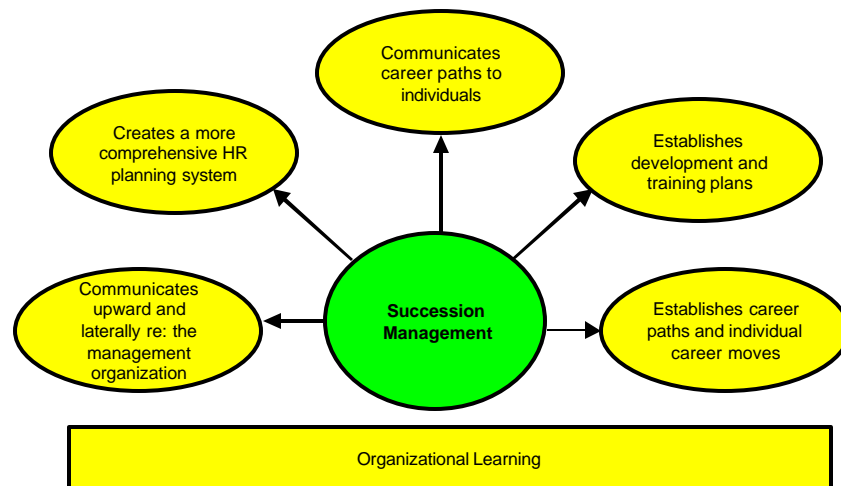 Communicates
career paths to
individuals
Creates a more
comprehensive HR
planning system
Establishes
development and
training plans
Communicates
upward and
laterally re: the
management
organization
Succession
Management
Establishes career
paths and individual
career moves
Organizational Learning